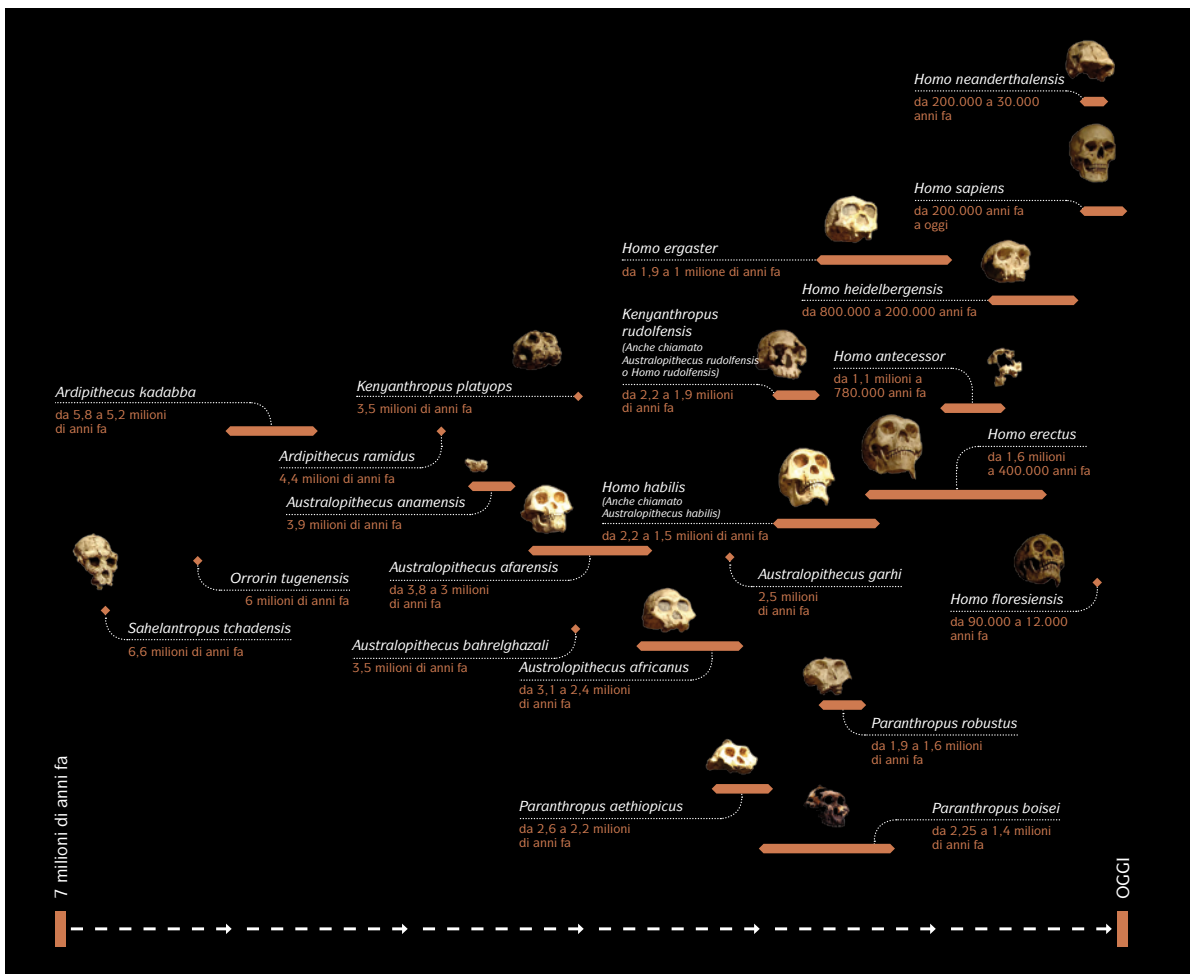 Homo neanderthalensis
da 200.000 a 30.000
anni fa
Homo sapiens
da 200.000 anni fa
a oggi
Homo ergaster
da 1,9 a 1 milione di anni fa
Homo heidelbergensis
da 800.000 a 200.000 anni fa
Kenyanthropus
rudolfensis
(Anche chiamato
Australopithecus rudolfensis
o Homo rudolfensis)
da 2,2 a 1,9 milioni
di anni fa
Homo antecessor
da 1,1 milioni a
780.000 anni fa
Ardipithecus kadabba
da 5,8 a 5,2 milioni
di anni fa
Kenyanthropus platyops
3,5 milioni di anni fa
Ardipithecus ramidus
4,4 milioni di anni fa
Homo erectus
da 1,6 milioni
a 400.000 anni fa
Australopithecus anamensis
3,9 milioni di anni fa
Homo habilis
(Anche chiamato
Australopithecus habilis)
da 2,2 a 1,5 milioni di anni fa
Australopithecus afarensis
da 3,8 a 3 milioni
di anni fa
Orrorin tugenensis
6 milioni di anni fa
Australopithecus garhi
2,5 milioni
di anni fa
Homo floresiensis
da 90.000 a 12.000
anni fa
Sahelantropus tchadensis
6,6 milioni di anni fa
Australopithecus bahrelghazali
3,5 milioni di anni fa
Austrolopithecus africanus
da 3,1 a 2,4 milioni
di anni fa
Paranthropus robustus
da 1,9 a 1,6 milioni
di anni fa
Paranthropus aethiopicus
da 2,6 a 2,2 milioni
di anni fa
Paranthropus boisei
da 2,25 a 1,4 milioni
di anni fa
7 milioni di anni fa
OGGI